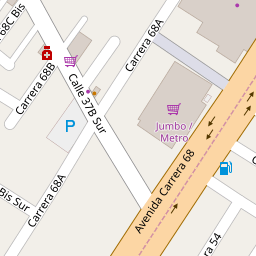 68C Bis
Carrera 68A
Carrera 68B
Calle 37B Sur
P
Jumbo /
Metro
Avenida Carrera 68
Carrera 68A
Bis Sur
ra 54